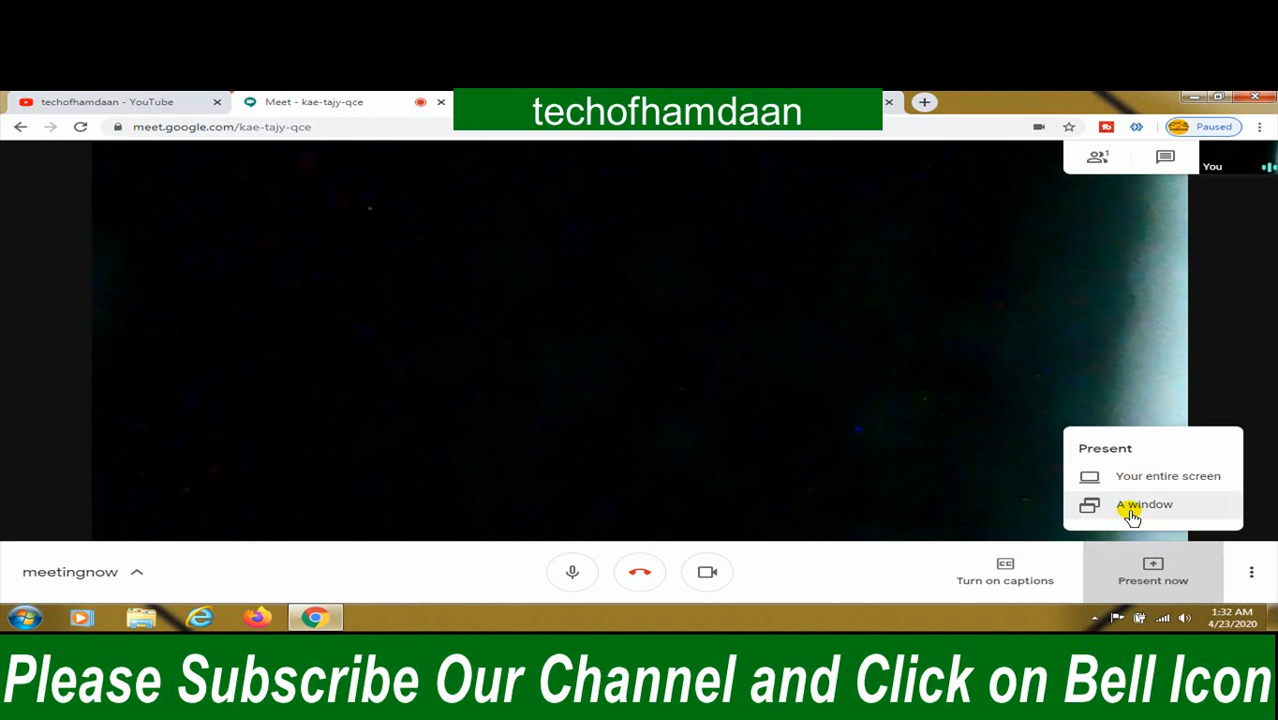 techofhamdaan - YouTube
Meet - kae-tajy-qce
techofhamdaan
meet.google.com/kae-tajy-qce
Paused
1
You
Present
Your entire screen
A window
meetingnow
CC
Turn on captions
Present now
1:32 AM
4/23/2020
Please Subscribe Our Channel and Click on Bell Icon